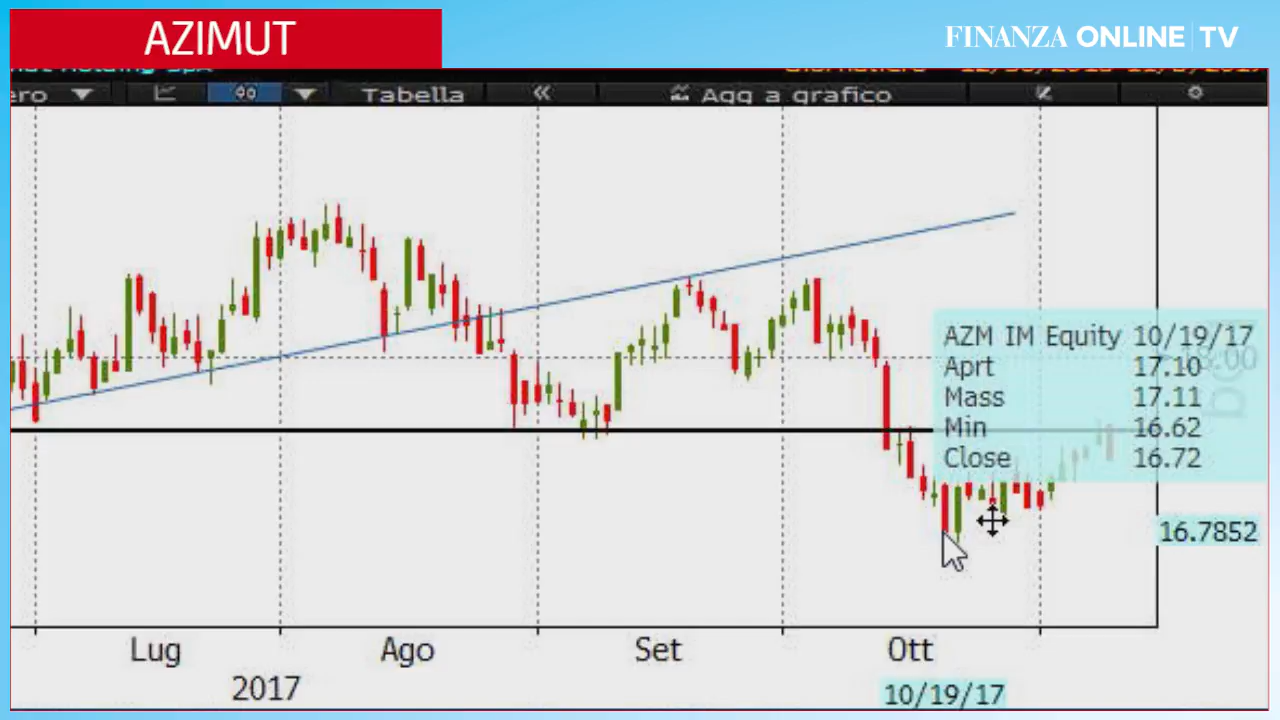 AZIMUT
FINANZA ONLINE TV
Tabella
Agg a grafico
AZM IM Equity 10/19/17
Aprt 17.10
Mass 17.11
Min 16.62
Close 16.72
16.7852
Lug
Ago
Set
Ott
2017
10/19/17